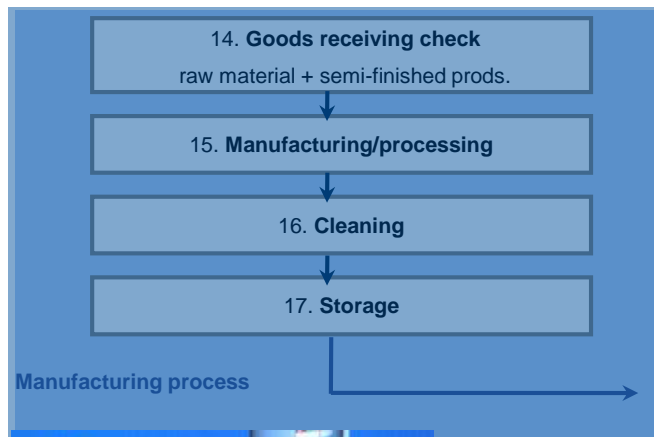 14. Goods receiving check
raw material + semi-finished prods.
15. Manufacturing/processing
16. Cleaning
17. Storage
Manufacturing process